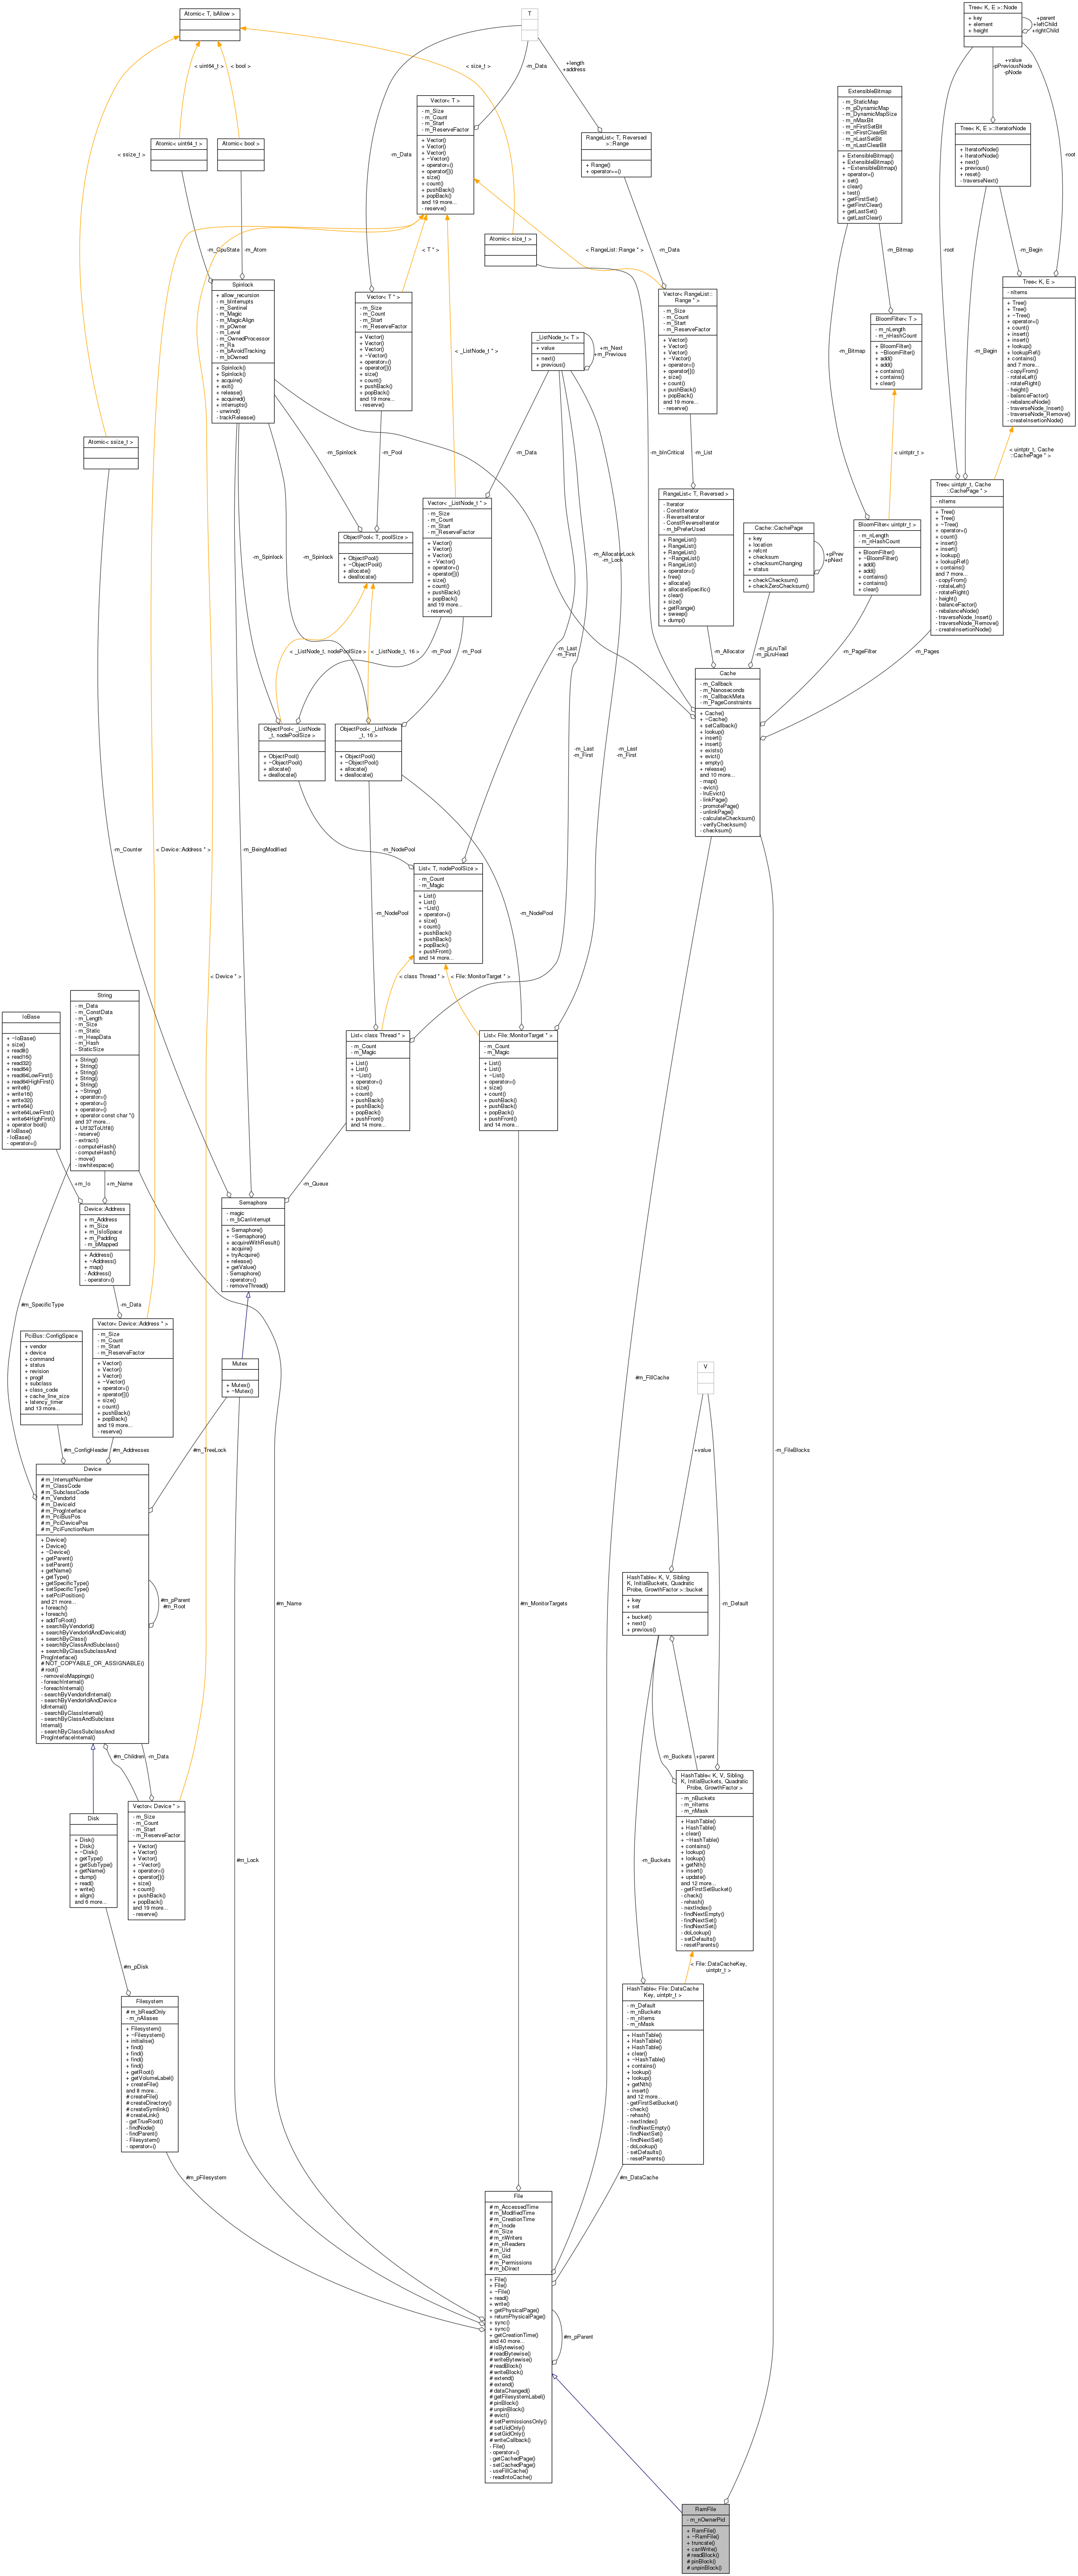 Atomic< T, bAllow >
< uint64_t >
< bool >
< ssize_t >
< size_t >
T
+length
+address
-m_Data
Tree< K, E >::Node
+ key
+ element
+ height
+parent
+leftChild
+rightChild
+value
-pPreviousNode
-pNode
Vector< T >
- m_Size
- m_Count
- m_Start
- m_ReserveFactor
+ Vector()
+ Vector()
+ Vector()
+ ~Vector()
+ operator=()
+ operator[]()
+ size()
+ count()
+ pushBack()
+ popBack()
and 19 more...
- reserve()
ExtensibleBitmap
- m_StaticMap
- m_pDynamicMap
- m_DynamicMapSize
- m_nMaxBit
- m_nFirstSetBit
- m_nFirstClearBit
- m_nLastSetBit
- m_nLastClearBit
+ ExtensibleBitmap()
+ ExtensibleBitmap()
+ ~ExtensibleBitmap()
+ operator=()
+ set()
+ clear()
+ test()
+ getFirstSet()
+ getFirstClear()
+ getLastSet()
+ getLastClear()
Tree< K, E >::IteratorNode
+ IteratorNode()
+ IteratorNode()
+ next()
+ previous()
+ reset()
- traverseNext()
-root
Atomic< uint64_t >
Atomic< bool >
RangeList< T, Reversed
>::Range
+ Range()
+ operator==()
-m_Data
Atomic< size_t >
< RangeList::Range * >
-m_Data
-m_CpuState
-m_Atom
< T * >
-root
-m_Bitmap
-m_Begin
Spinlock
+ allow_recursion
- m_bInterrupts
- m_Sentinel
- m_Magic
- m_MagicAlign
- m_pOwner
- m_Level
- m_OwnedProcessor
- m_Ra
- m_bAvoidTracking
- m_bOwned
+ Spinlock()
+ Spinlock()
+ acquire()
+ exit()
+ release()
+ acquired()
+ interrupts()
- unwind()
- trackRelease()
Vector< T * >
- m_Size
- m_Count
- m_Start
- m_ReserveFactor
+ Vector()
+ Vector()
+ Vector()
+ ~Vector()
+ operator=()
+ operator[]()
+ size()
+ count()
+ pushBack()
+ popBack()
and 19 more...
- reserve()
Vector< RangeList::
Range * >
- m_Size
- m_Count
- m_Start
- m_ReserveFactor
+ Vector()
+ Vector()
+ Vector()
+ ~Vector()
+ operator=()
+ operator[]()
+ size()
+ count()
+ pushBack()
+ popBack()
and 19 more...
- reserve()
Tree< K, E >
- nItems
+ Tree()
+ Tree()
+ ~Tree()
+ operator=()
+ count()
+ insert()
+ insert()
+ lookup()
+ lookupRef()
+ contains()
and 7 more...
- copyFrom()
- rotateLeft()
- rotateRight()
- height()
- balanceFactor()
- rebalanceNode()
- traverseNode_Insert()
- traverseNode_Remove()
- createInsertionNode()
_ListNode_t< T >
+ value
+ next()
+ previous()
+m_Next
+m_Previous
BloomFilter< T >
- m_nLength
- m_nHashCount
+ BloomFilter()
+ ~BloomFilter()
+ add()
+ add()
+ contains()
+ contains()
+ clear()
< _ListNode_t * >
-m_Bitmap
-m_Begin
Atomic< ssize_t >
-m_Spinlock
-m_Pool
-m_Data
-m_bInCritical
-m_List
< uintptr_t >
< uintptr_t, Cache
::CachePage * >
Vector< _ListNode_t * >
- m_Size
- m_Count
- m_Start
- m_ReserveFactor
+ Vector()
+ Vector()
+ Vector()
+ ~Vector()
+ operator=()
+ operator[]()
+ size()
+ count()
+ pushBack()
+ popBack()
and 19 more...
- reserve()
RangeList< T, Reversed >
- Iterator
- ConstIterator
- ReverseIterator
- ConstReverseIterator
- m_bPreferUsed
+ RangeList()
+ RangeList()
+ RangeList()
+ ~RangeList()
+ RangeList()
+ operator=()
+ free()
+ allocate()
+ allocateSpecific()
+ clear()
+ size()
+ getRange()
+ sweep()
+ dump()
Cache::CachePage
+ key
+ location
+ refcnt
+ checksum
+ checksumChanging
+ status
+ checkChecksum()
+ checkZeroChecksum()
+pPrev
+pNext
BloomFilter< uintptr_t >
- m_nLength
- m_nHashCount
+ BloomFilter()
+ ~BloomFilter()
+ add()
+ add()
+ contains()
+ contains()
+ clear()
Tree< uintptr_t, Cache
::CachePage * >
- nItems
+ Tree()
+ Tree()
+ ~Tree()
+ operator=()
+ count()
+ insert()
+ insert()
+ lookup()
+ lookupRef()
+ contains()
and 7 more...
- copyFrom()
- rotateLeft()
- rotateRight()
- height()
- balanceFactor()
- rebalanceNode()
- traverseNode_Insert()
- traverseNode_Remove()
- createInsertionNode()
ObjectPool< T, poolSize >
+ ObjectPool()
+ ~ObjectPool()
+ allocate()
+ deallocate()
-m_Spinlock
-m_Spinlock
-m_AllocatorLock
-m_Lock
< _ListNode_t, nodePoolSize >
< _ListNode_t, 16 >
-m_Pool
-m_Pool
-m_Last
-m_First
-m_Allocator
-m_pLruTail
-m_pLruHead
-m_PageFilter
-m_Pages
Cache
- m_Callback
- m_Nanoseconds
- m_CallbackMeta
- m_PageConstraints
+ Cache()
+ ~Cache()
+ setCallback()
+ lookup()
+ insert()
+ insert()
+ exists()
+ evict()
+ empty()
+ release()
and 10 more...
- map()
- evict()
- lruEvict()
- linkPage()
- promotePage()
- unlinkPage()
- calculateChecksum()
- verifyChecksum()
- checksum()
ObjectPool< _ListNode
_t, nodePoolSize >
+ ObjectPool()
+ ~ObjectPool()
+ allocate()
+ deallocate()
ObjectPool< _ListNode
_t, 16 >
+ ObjectPool()
+ ~ObjectPool()
+ allocate()
+ deallocate()
-m_Last
-m_First
-m_Last
-m_First
-m_FileBlocks
-m_Counter
< Device::Address * >
-m_BeingModified
-m_NodePool
List< T, nodePoolSize >
- m_Count
- m_Magic
+ List()
+ List()
+ ~List()
+ operator=()
+ size()
+ count()
+ pushBack()
+ pushBack()
+ popBack()
+ pushFront()
and 14 more...
-m_NodePool
-m_NodePool
< Device * >
< class Thread * >
< File::MonitorTarget * >
String
- m_Data
- m_ConstData
- m_Length
- m_Size
- m_Static
- m_HeapData
- m_Hash
- StaticSize
+ String()
+ String()
+ String()
+ String()
+ String()
+ ~String()
+ operator=()
+ operator=()
+ operator=()
+ operator const char *()
and 37 more...
+ Utf32ToUtf8()
- reserve()
- extract()
- computeHash()
- computeHash()
- move()
- iswhitespace()
IoBase
+ ~IoBase()
+ size()
+ read8()
+ read16()
+ read32()
+ read64()
+ read64LowFirst()
+ read64HighFirst()
+ write8()
+ write16()
+ write32()
+ write64()
+ write64LowFirst()
+ write64HighFirst()
+ operator bool()
# IoBase()
- IoBase()
- operator=()
List< class Thread * >
- m_Count
- m_Magic
+ List()
+ List()
+ ~List()
+ operator=()
+ size()
+ count()
+ pushBack()
+ pushBack()
+ popBack()
+ pushFront()
and 14 more...
List< File::MonitorTarget * >
- m_Count
- m_Magic
+ List()
+ List()
+ ~List()
+ operator=()
+ size()
+ count()
+ pushBack()
+ pushBack()
+ popBack()
+ pushFront()
and 14 more...
+m_Io
+m_Name
-m_Queue
Device::Address
+ m_Address
+ m_Size
+ m_IsIoSpace
+ m_Padding
- m_bMapped
+ Address()
+ ~Address()
+ map()
- Address()
- operator=()
Semaphore
- magic
- m_bCanInterrupt
+ Semaphore()
+ ~Semaphore()
+ acquireWithResult()
+ acquire()
+ tryAcquire()
+ release()
+ getValue()
- Semaphore()
- operator=()
- removeThread()
#m_SpecificType
-m_Data
PciBus::ConfigSpace
+ vendor
+ device
+ command
+ status
+ revision
+ progif
+ subclass
+ class_code
+ cache_line_size
+ latency_timer
and 13 more...
Vector< Device::Address * >
- m_Size
- m_Count
- m_Start
- m_ReserveFactor
+ Vector()
+ Vector()
+ Vector()
+ ~Vector()
+ operator=()
+ operator[]()
+ size()
+ count()
+ pushBack()
+ popBack()
and 19 more...
- reserve()
Mutex
+ Mutex()
+ ~Mutex()
#m_FillCache
V
#m_ConfigHeader
#m_Addresses
#m_TreeLock
+value
Device
# m_InterruptNumber
# m_ClassCode
# m_SubclassCode
# m_VendorId
# m_DeviceId
# m_ProgInterface
# m_PciBusPos
# m_PciDevicePos
# m_PciFunctionNum
+ Device()
+ Device()
+ ~Device()
+ getParent()
+ setParent()
+ getName()
+ getType()
+ getSpecificType()
+ setSpecificType()
+ setPciPosition()
and 21 more...
+ foreach()
+ foreach()
+ addToRoot()
+ searchByVendorId()
+ searchByVendorIdAndDeviceId()
+ searchByClass()
+ searchByClassAndSubclass()
+ searchByClassSubclassAnd
ProgInterface()
# NOT_COPYABLE_OR_ASSIGNABLE()
# root()
- removeIoMappings()
- foreachInternal()
- foreachInternal()
- searchByVendorIdInternal()
- searchByVendorIdAndDevice
IdInternal()
- searchByClassInternal()
- searchByClassAndSubclass
Internal()
- searchByClassSubclassAnd
ProgInterfaceInternal()
#m_pParent
#m_Root
#m_Name
#m_MonitorTargets
HashTable< K, V, Sibling
K, InitialBuckets, Quadratic
Probe, GrowthFactor >::bucket
+ key
+ set
+ bucket()
+ next()
+ previous()
-m_Default
#m_Children
-m_Data
-m_Buckets
+parent
HashTable< K, V, Sibling
K, InitialBuckets, Quadratic
Probe, GrowthFactor >
- m_nBuckets
- m_nItems
- m_nMask
+ HashTable()
+ HashTable()
+ clear()
+ ~HashTable()
+ contains()
+ lookup()
+ lookup()
+ getNth()
+ insert()
+ update()
and 12 more...
- getFirstSetBucket()
- check()
- rehash()
- nextIndex()
- findNextEmpty()
- findNextSet()
- findNextSet()
- doLookup()
- setDefaults()
- resetParents()
Disk
+ Disk()
+ Disk()
+ ~Disk()
+ getType()
+ getSubType()
+ getName()
+ dump()
+ read()
+ write()
+ align()
and 6 more...
Vector< Device * >
- m_Size
- m_Count
- m_Start
- m_ReserveFactor
+ Vector()
+ Vector()
+ Vector()
+ ~Vector()
+ operator=()
+ operator[]()
+ size()
+ count()
+ pushBack()
+ popBack()
and 19 more...
- reserve()
#m_Lock
-m_Buckets
#m_pDisk
< File::DataCacheKey,
uintptr_t >
Filesystem
# m_bReadOnly
- m_nAliases
+ Filesystem()
+ ~Filesystem()
+ initialise()
+ find()
+ find()
+ find()
+ find()
+ getRoot()
+ getVolumeLabel()
+ createFile()
and 8 more...
# createFile()
# createDirectory()
# createSymlink()
# createLink()
- getTrueRoot()
- findNode()
- findParent()
- Filesystem()
- operator=()
HashTable< File::DataCache
Key, uintptr_t >
- m_Default
- m_nBuckets
- m_nItems
- m_nMask
+ HashTable()
+ HashTable()
+ HashTable()
+ clear()
+ ~HashTable()
+ contains()
+ lookup()
+ lookup()
+ getNth()
+ insert()
and 12 more...
- getFirstSetBucket()
- check()
- rehash()
- nextIndex()
- findNextEmpty()
- findNextSet()
- findNextSet()
- doLookup()
- setDefaults()
- resetParents()
#m_pFilesystem
#m_DataCache
File
# m_AccessedTime
# m_ModifiedTime
# m_CreationTime
# m_Inode
# m_Size
# m_nWriters
# m_nReaders
# m_Uid
# m_Gid
# m_Permissions
# m_bDirect
+ File()
+ File()
+ ~File()
+ read()
+ write()
+ getPhysicalPage()
+ returnPhysicalPage()
+ sync()
+ sync()
+ getCreationTime()
and 40 more...
# isBytewise()
# readBytewise()
# writeBytewise()
# readBlock()
# writeBlock()
# extend()
# extend()
# dataChanged()
# getFilesystemLabel()
# pinBlock()
# unpinBlock()
# evict()
# setPermissionsOnly()
# setUidOnly()
# setGidOnly()
# writeCallback()
- File()
- operator=()
- getCachedPage()
- setCachedPage()
- useFillCache()
- readIntoCache()
#m_pParent
RamFile
- m_nOwnerPid
+ RamFile()
+ ~RamFile()
+ truncate()
+ canWrite()
# readBlock()
# pinBlock()
# unpinBlock()